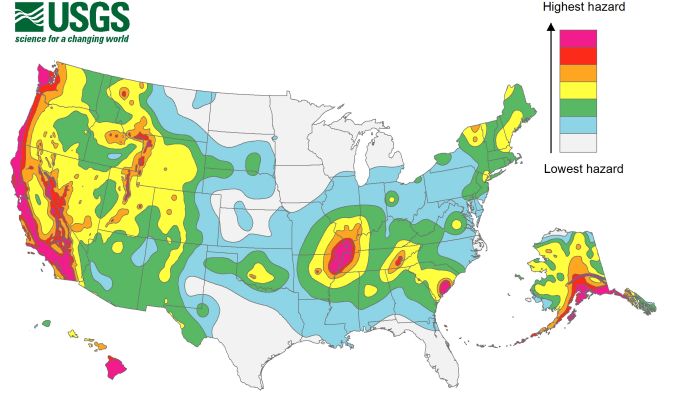 USGS
science for a changing world
Highest hazard
Lowest hazard